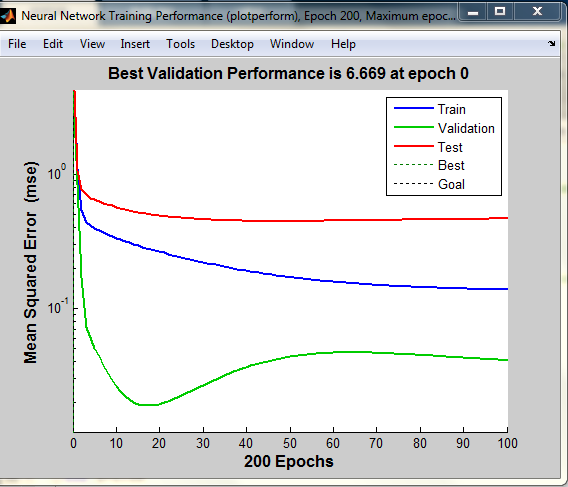 Neural Network Training Performance (plotperform), Epoch 200, Maximum epoc...
File Edit View Insert Tools Desktop Window Help
Best Validation Performance is 6.669 at epoch 0
Train
Validation
Test
Best
Goal
Mean Squared Error (mse)
10^0
10^-1
0 10 20 30 40 50 60 70 80 90 100
200 Epochs